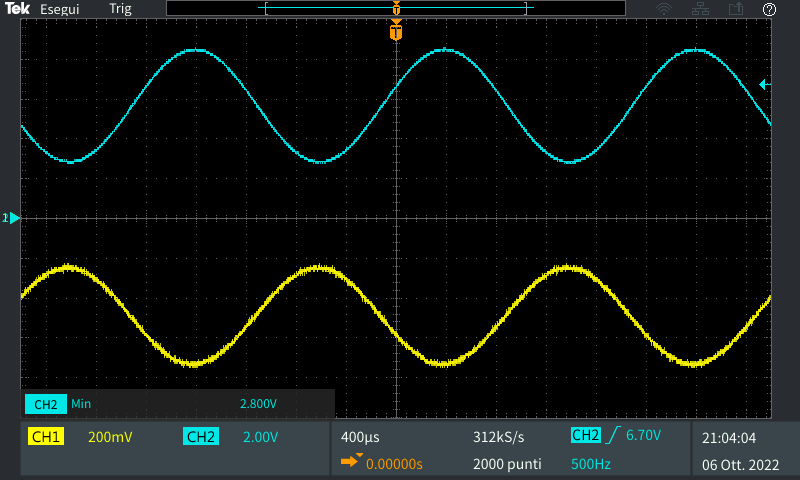 Tek Esegui Trig
T
?
T
CH2 Min 2.800V
CH1 200mV CH2 2.00V 400µs 312kS/s CH2 6.70V 21:04:04
0.00000s 2000 punti 500Hz 06 Ott. 2022